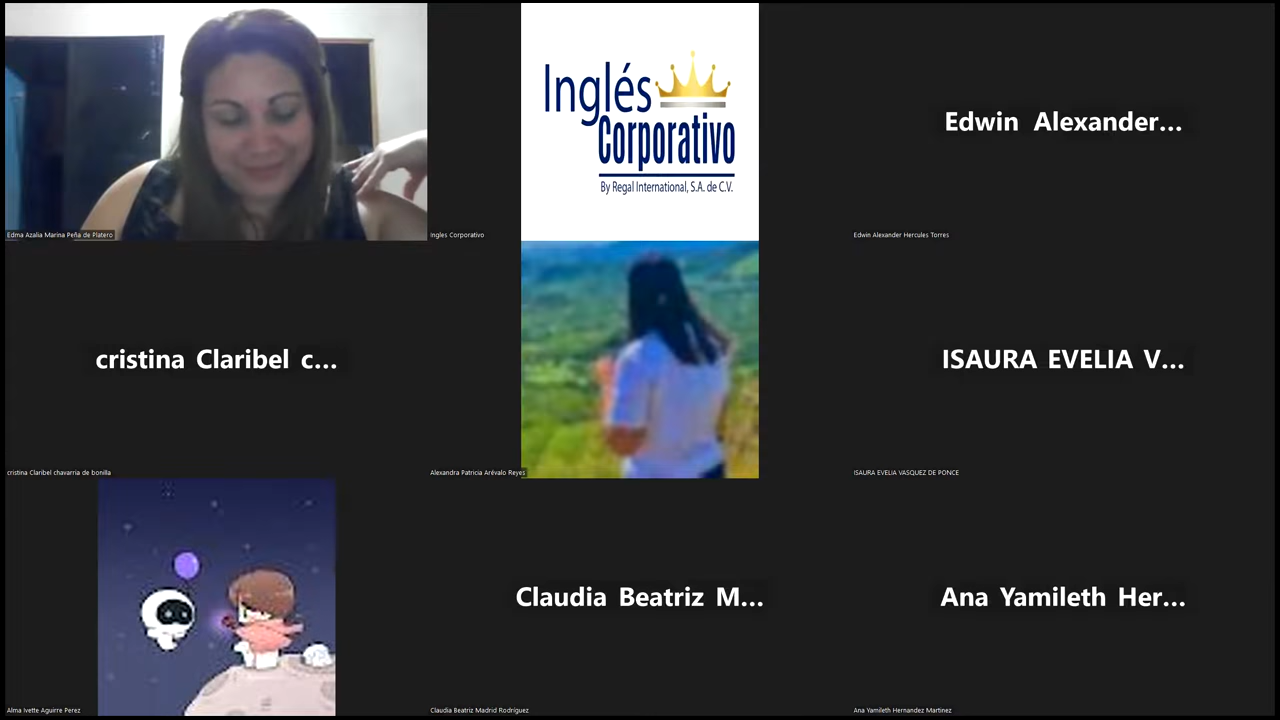 Inglés
Corporativo
By Regal International, S.A. de C.V.
Edwin Alexander...
Edma Azalia Marina Peña de Platero
Ingles Corporativo
Edwin Alexander Hercules Torres
cristina Claribel c...
ISAURA EVELIA V...
cristina Claribel chavarria de bonilla
Alexandra Patricia Arévalo Reyes
ISAURA EVELIA VASQUEZ DE PONCE
Claudia Beatriz M...
Ana Yamileth Her...
Alma Ivette Aguirre Perez
Claudia Beatriz Madrid Rodríguez
Ana Yamileth Hernandez Martinez